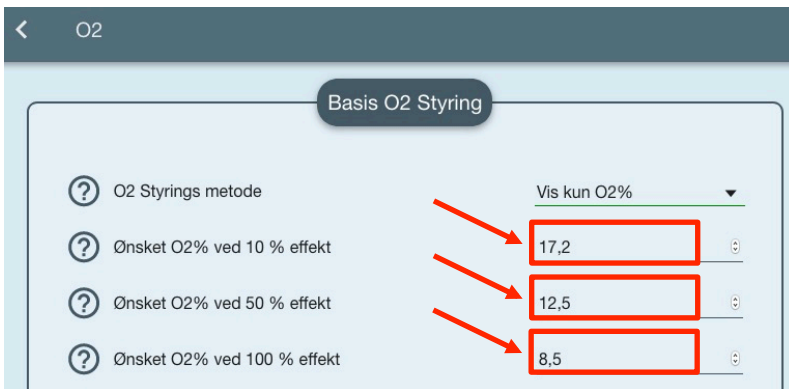 O2
Basis O2 Styring
O2 Styrings metode Vis kun O2%
Ønsket O2% ved 10 % effekt 17,2
Ønsket O2% ved 50 % effekt 12,5
Ønsket O2% ved 100 % effekt 8,5